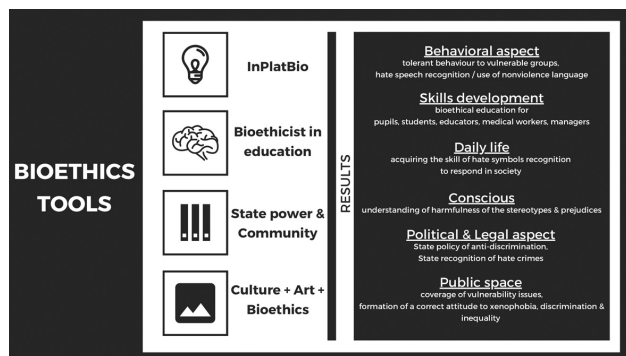 BIOETHICS
TOOLS
InPlatBio
Bioethicist in
education
State power &
Community
Culture + Art +
Bioethics
RESULTS
Behavioral aspect
tolerant behaviour to vulnerable groups,
hate speech recognition / use of nonviolence language
Skills development
bioethical education for
pupils, students, educators, medical workers, managers
Daily life
acquiring the skill of hate symbols recognition
to respond in society
Conscious
understanding of harmfulness of the stereotypes & prejudices
Political & Legal aspect
State policy of anti-discrimination,
State recognition of hate crimes
Public space
coverage of vulnerability issues,
formation of a correct attitude to xenophobia, discrimination &
inequality